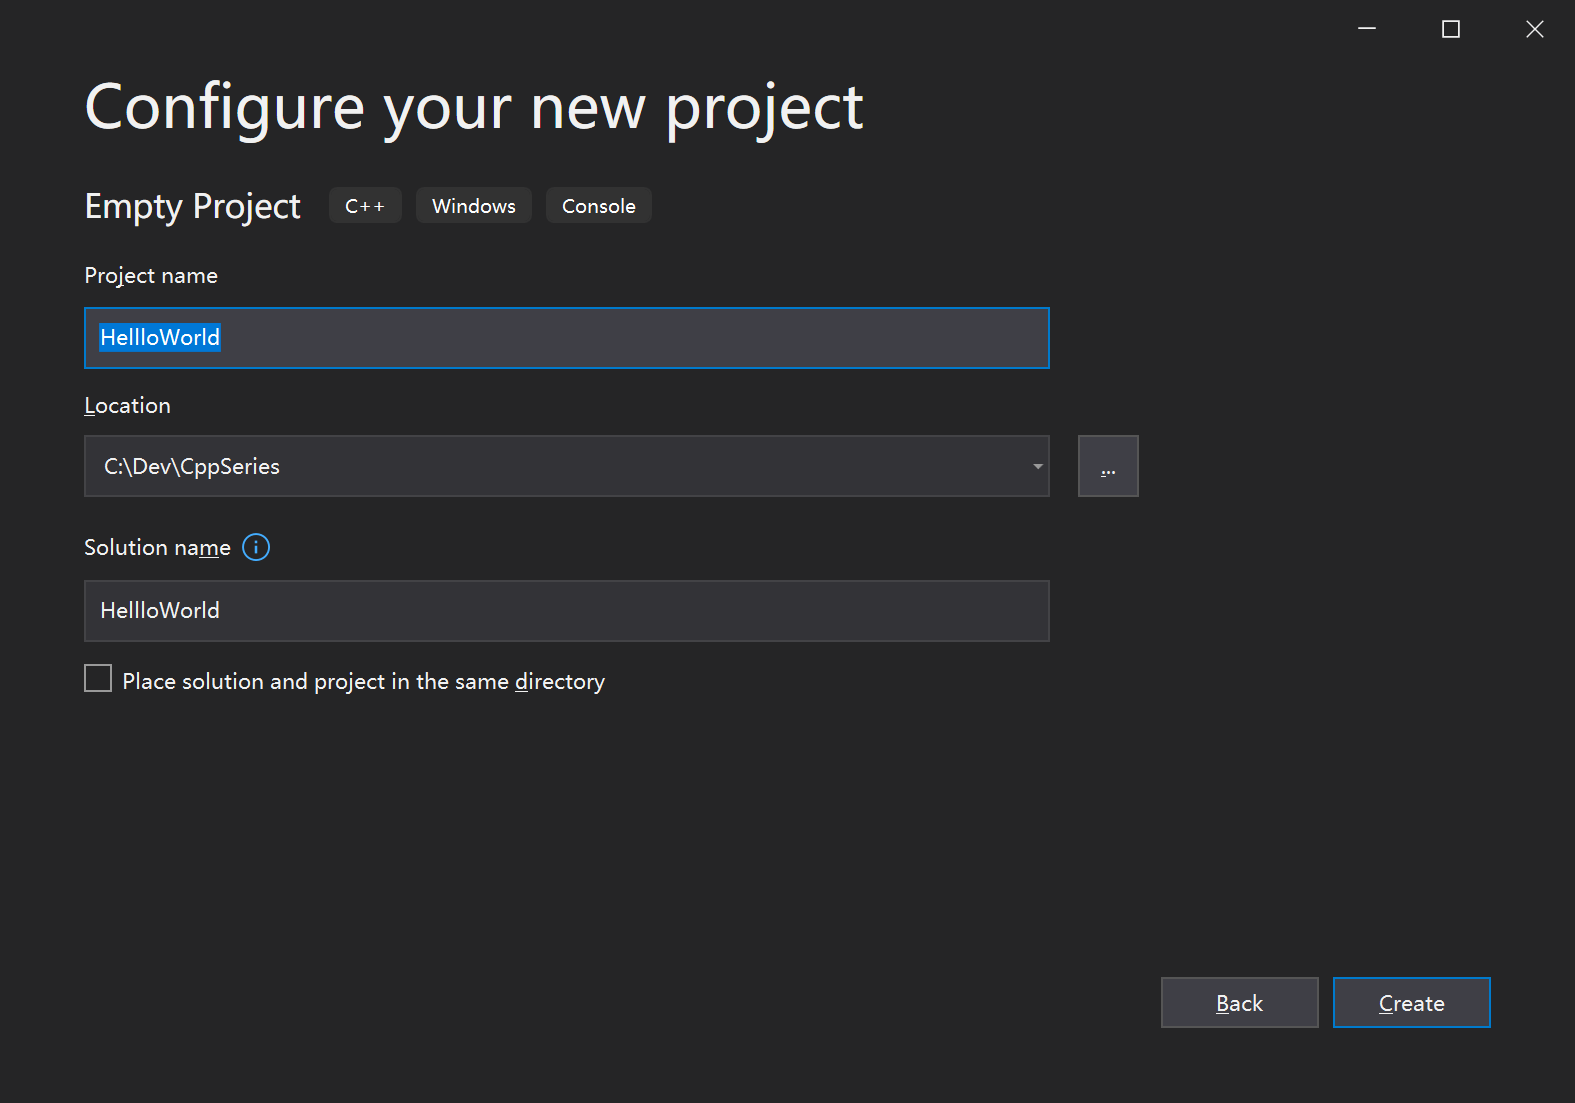 Configure your new project
Empty Project C++ Windows Console
Project name
HellloWorld
Location
C:\Dev\CppSeries
...
Solution name
HellloWorld
Place solution and project in the same directory
Back Create